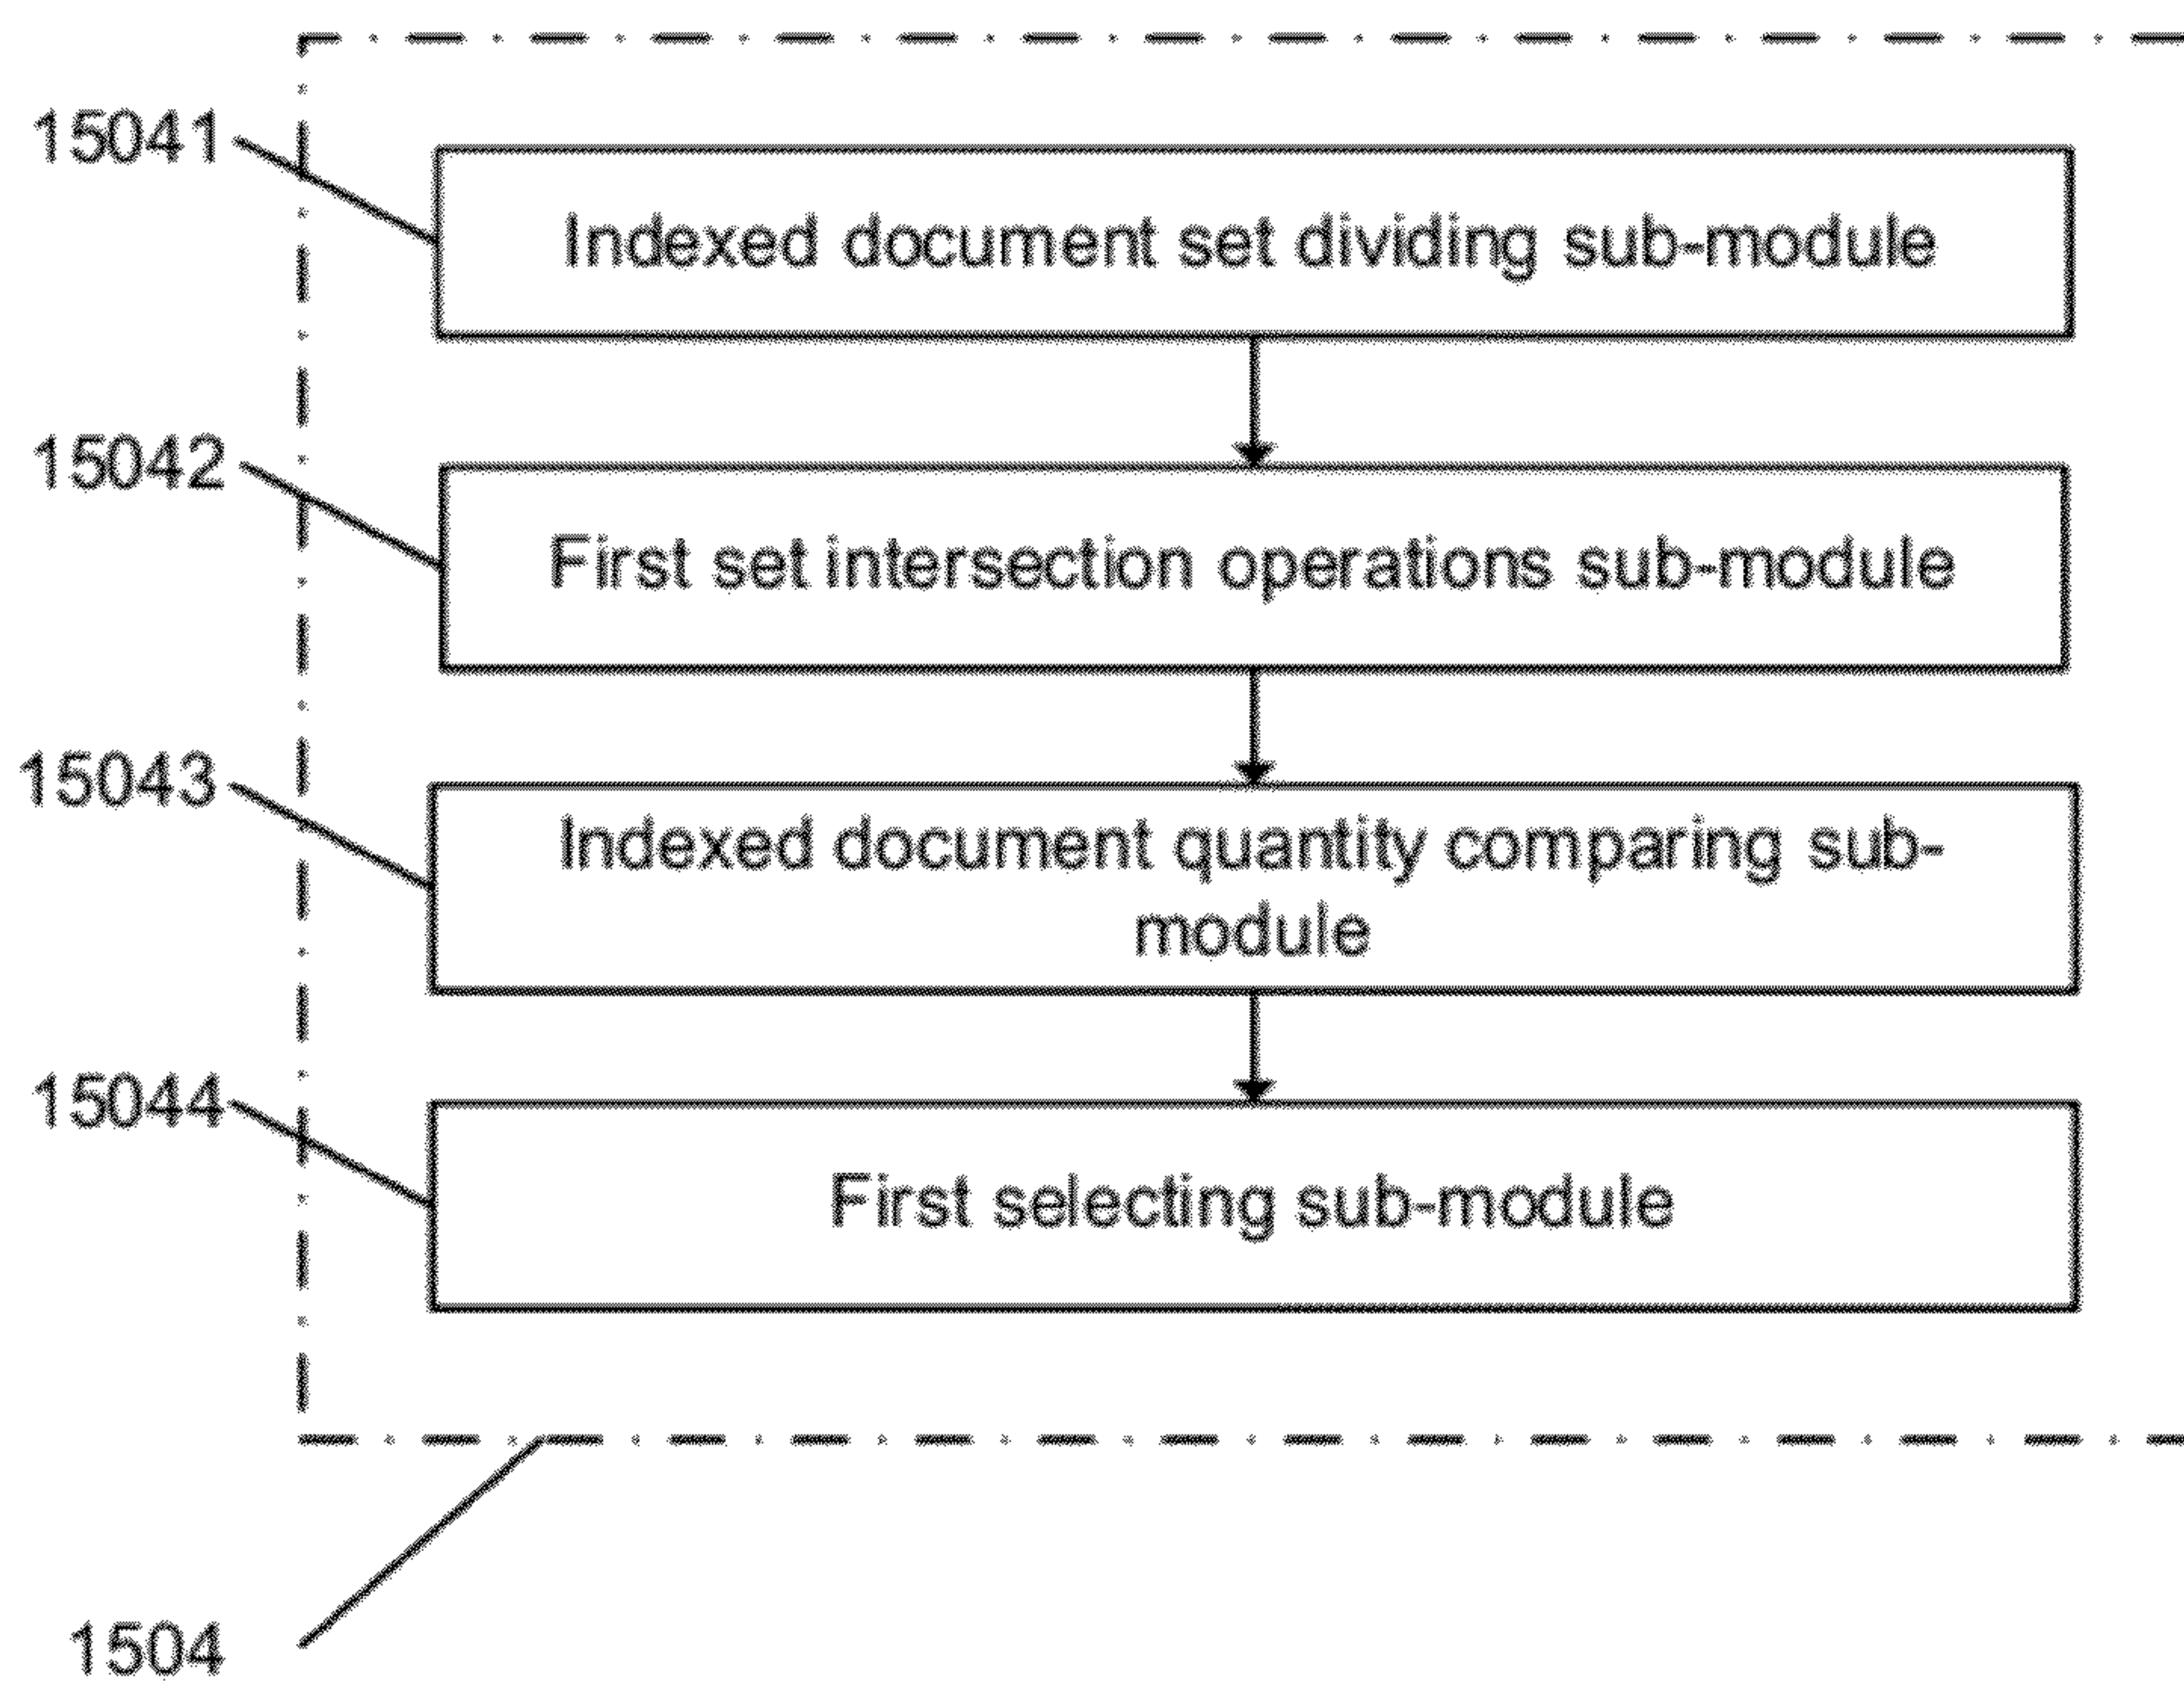 15041
Indexed document set dividing sub-module
15042
First set intersection operations sub-module
15043
Indexed document quantity comparing sub-
module
15044
First selecting sub-module
1504